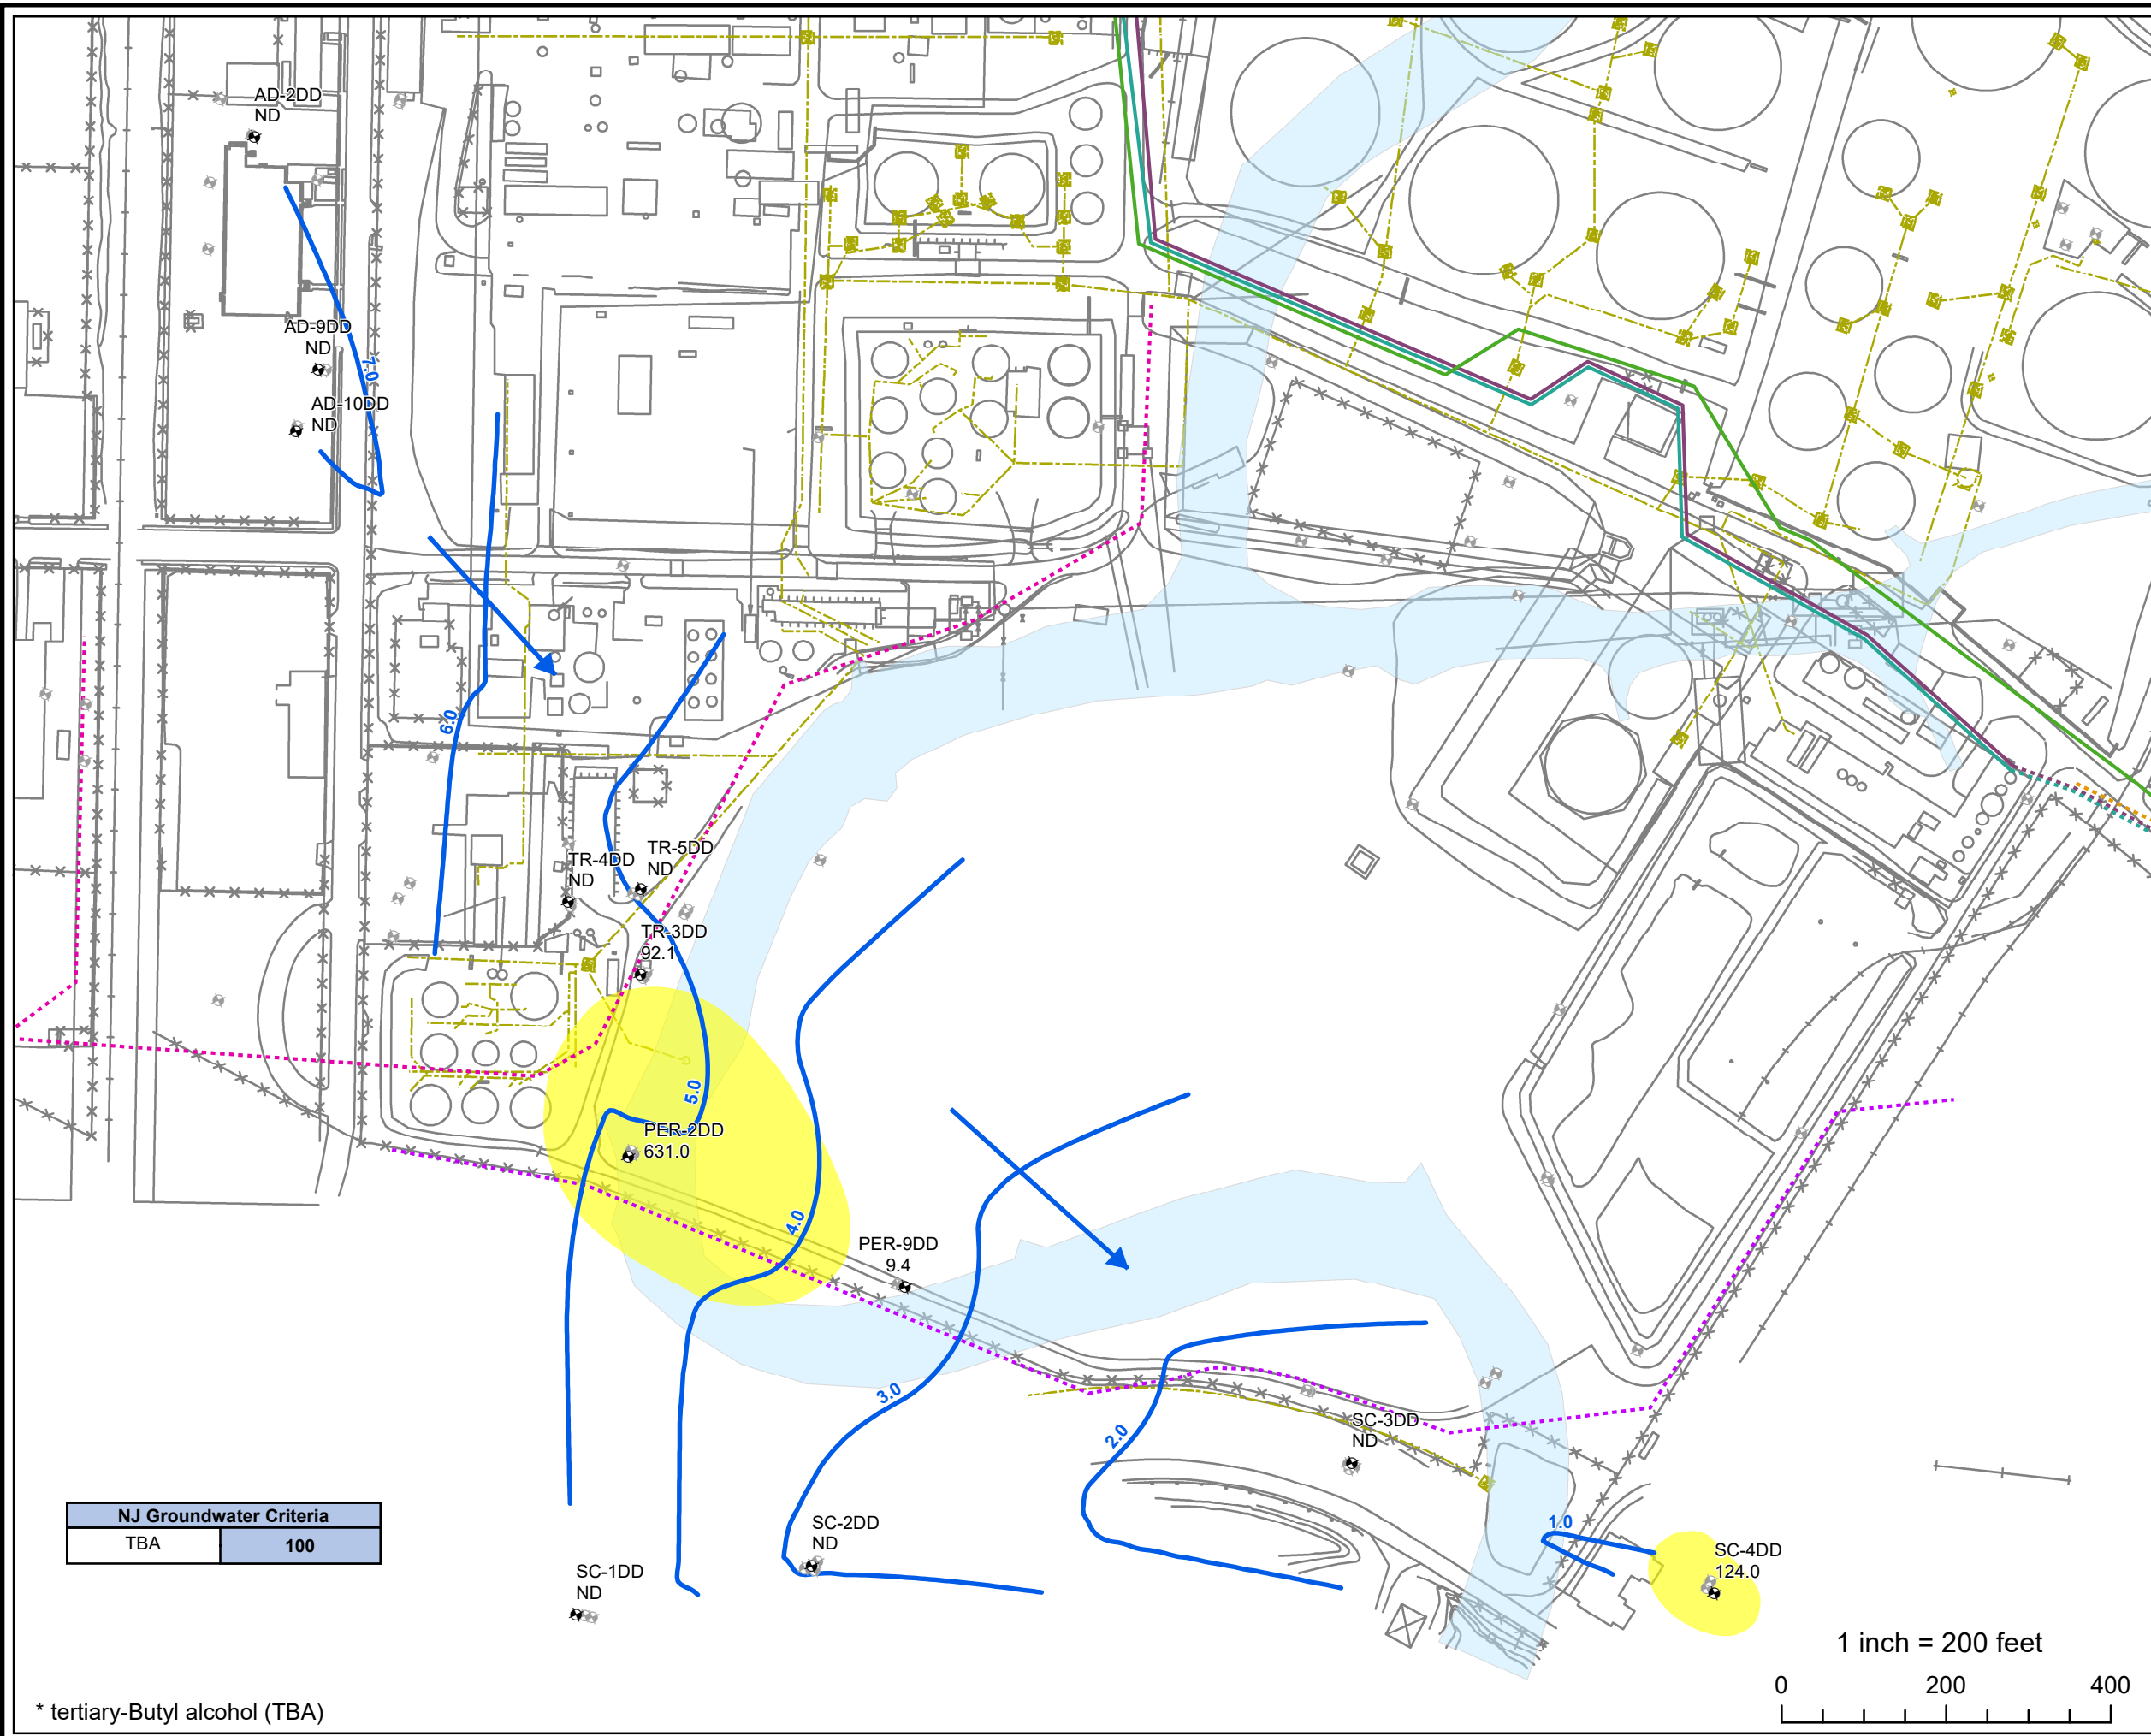 AD-2DD
ND
AD-9DD
ND
7.0
AD-10DD
ND
6.0
TR-5DD
ND
TR-4DD
ND
TR-3DD
92.1
5.0
PER-2DD
631.0
4.0
PER-9DD
9.4
3.0
2.0
SC-3DD
ND
NJ Groundwater Criteria
TBA 100
SC-2DD
ND
1.0
SC-4DD
124.0
SC-1DD
ND
1 inch = 200 feet
0 200 400
* tertiary-Butyl alcohol (TBA)